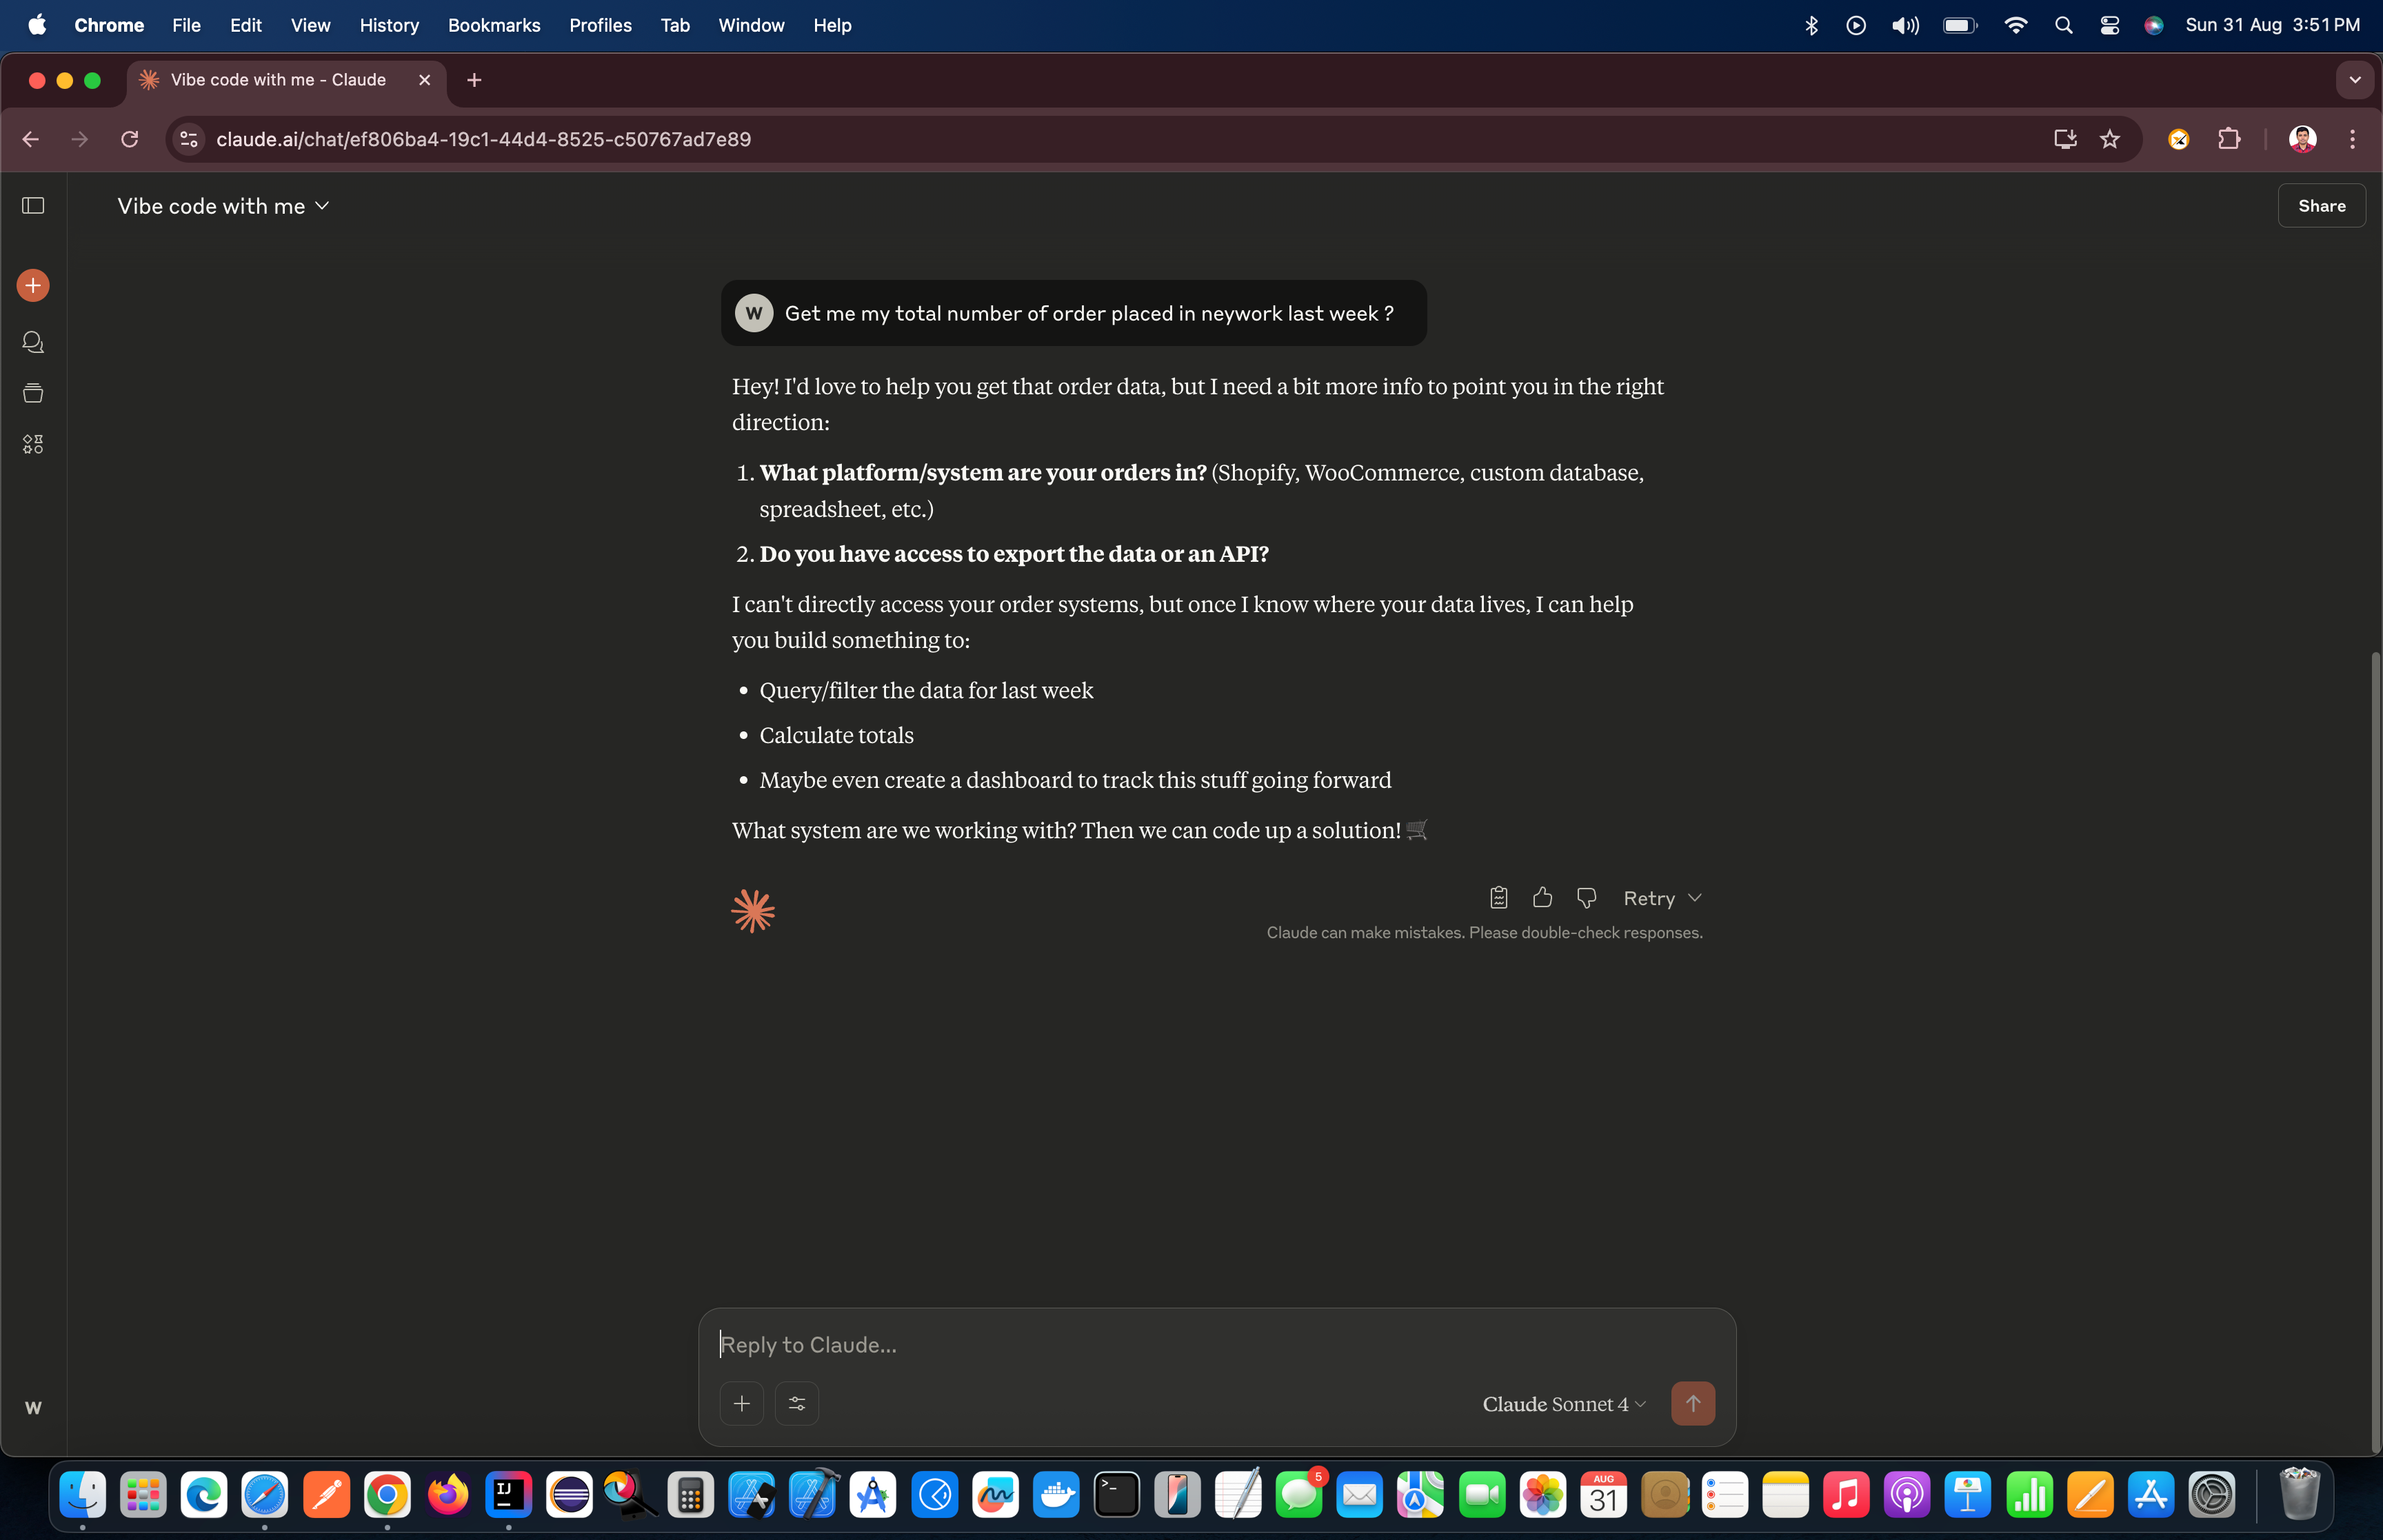 Chrome File Edit View History Bookmarks Profiles Tab Window Help Sun 31 Aug 3:51 PM
Vibe code with me - Claude
claude.ai/chat/ef806ba4-19c1-44d4-8525-c50767ad7e89
Vibe code with me
Share
W Get me my total number of order placed in neywork last week ?
Hey! I'd love to help you get that order data, but I need a bit more info to point you in the right
direction:
1. What platform/system are your orders in? (Shopify, WooCommerce, custom database,
spreadsheet, etc.)
2. Do you have access to export the data or an API?
I can't directly access your order systems, but once I know where your data lives, I can help
you build something to:
• Query/filter the data for last week
• Calculate totals
• Maybe even create a dashboard to track this stuff going forward
What system are we working with? Then we can code up a solution! 🛒
Retry
Claude can make mistakes. Please double-check responses.
Reply to Claude...
Claude Sonnet 4
W
IJ
>_
5
AUG
31